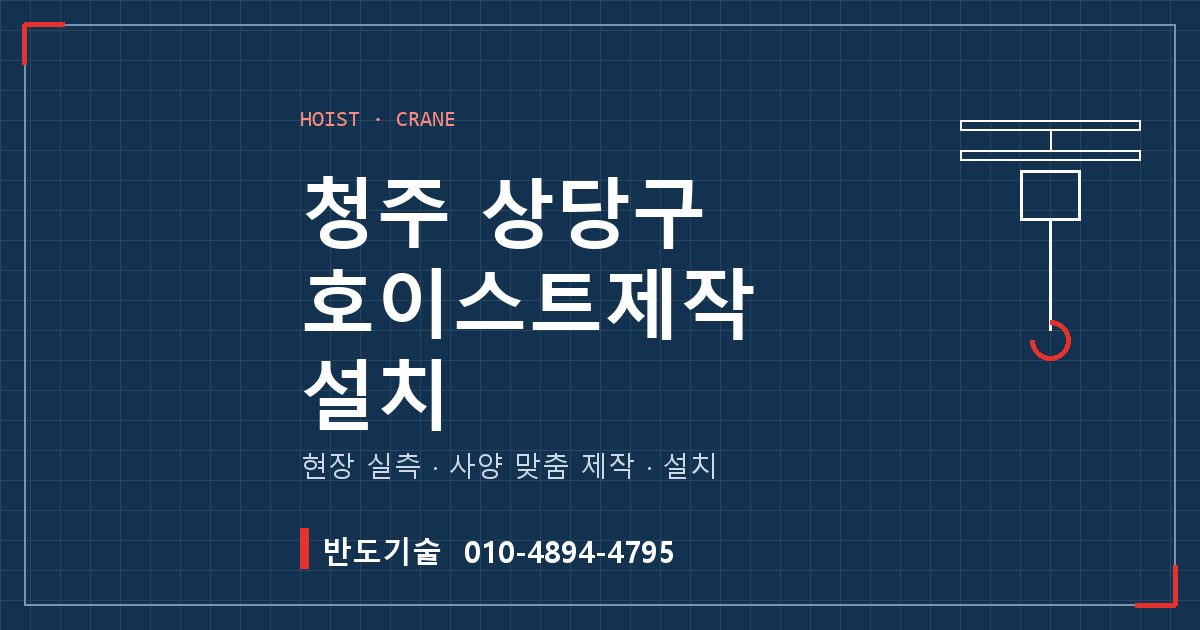 HOIST · CRANE
청주 상당구
호이스트제작
설치
현장 실측 · 사양 맞춤 제작 · 설치
반도기술 010-4894-4795